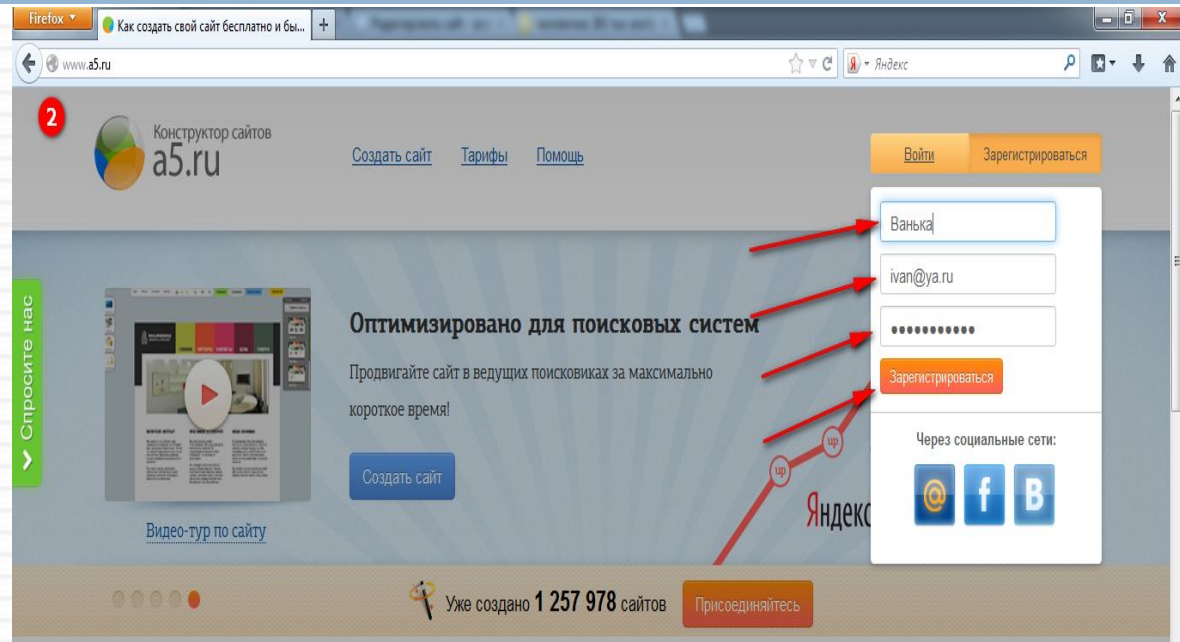 Firefox
Как создать свой сайт бесплатно и бы...
www.a5.ru
Яндекс
2
Конструктор сайтов
a5.ru
Создать сайт
Тарифы
Помощь
Войти
Зарегистрироваться
Ванька
ivan@ya.ru
Зарегистрироваться
Через социальные сети:
Спросите нас
Оптимизировано для поисковых систем
Продвигайте сайт в ведущих поисковиках за максимально
короткое время!
Создать сайт
Видео-тур по сайту
up
up
Яндекс
Уже создано 1 257 978 сайтов
Присоединяйтесь